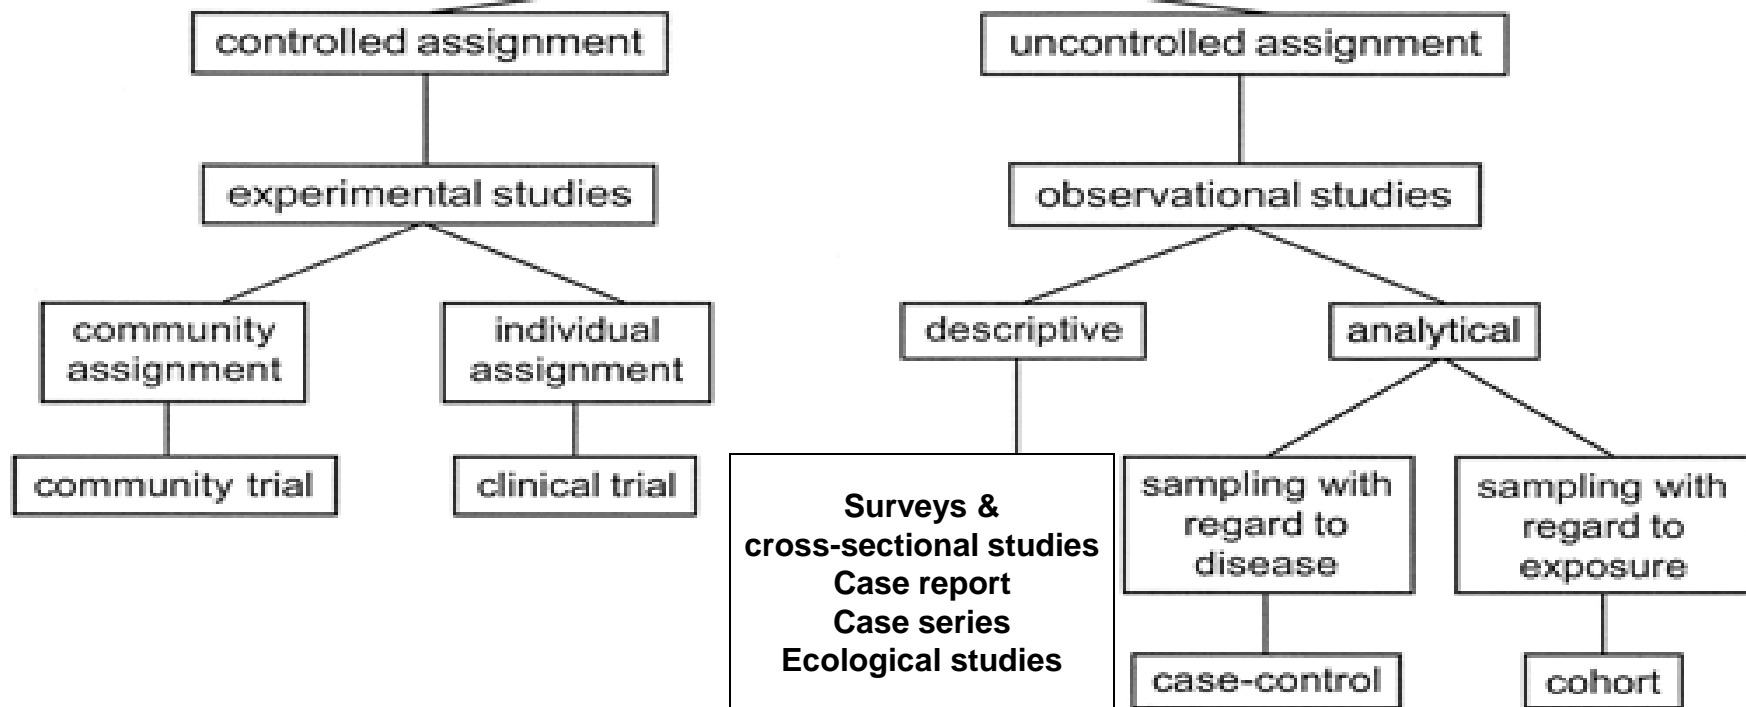 controlled assignment
uncontrolled assignment
experimental studies
observational studies
community
assignment
individual
assignment
descriptive
analytical
community trial
clinical trial
Surveys &
cross-sectional studies
Case report
Case series
Ecological studies
sampling with
regard to
disease
sampling with
regard to
exposure
case-control
cohort